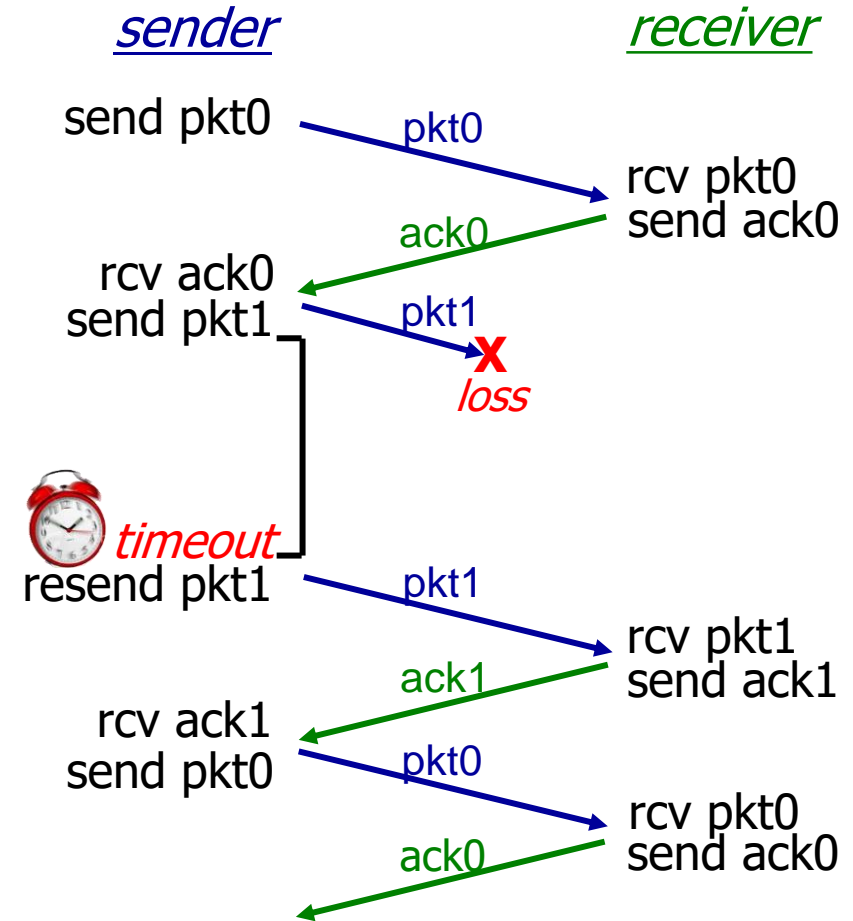 sender
receiver
send pkt0
pkt0
rcv pkt0
send ack0
ack0
rcv ack0
send pkt1
pkt1
X
loss
timeout
resend pkt1
pkt1
rcv pkt1
send ack1
ack1
rcv ack1
send pkt0
pkt0
rcv pkt0
send ack0
ack0